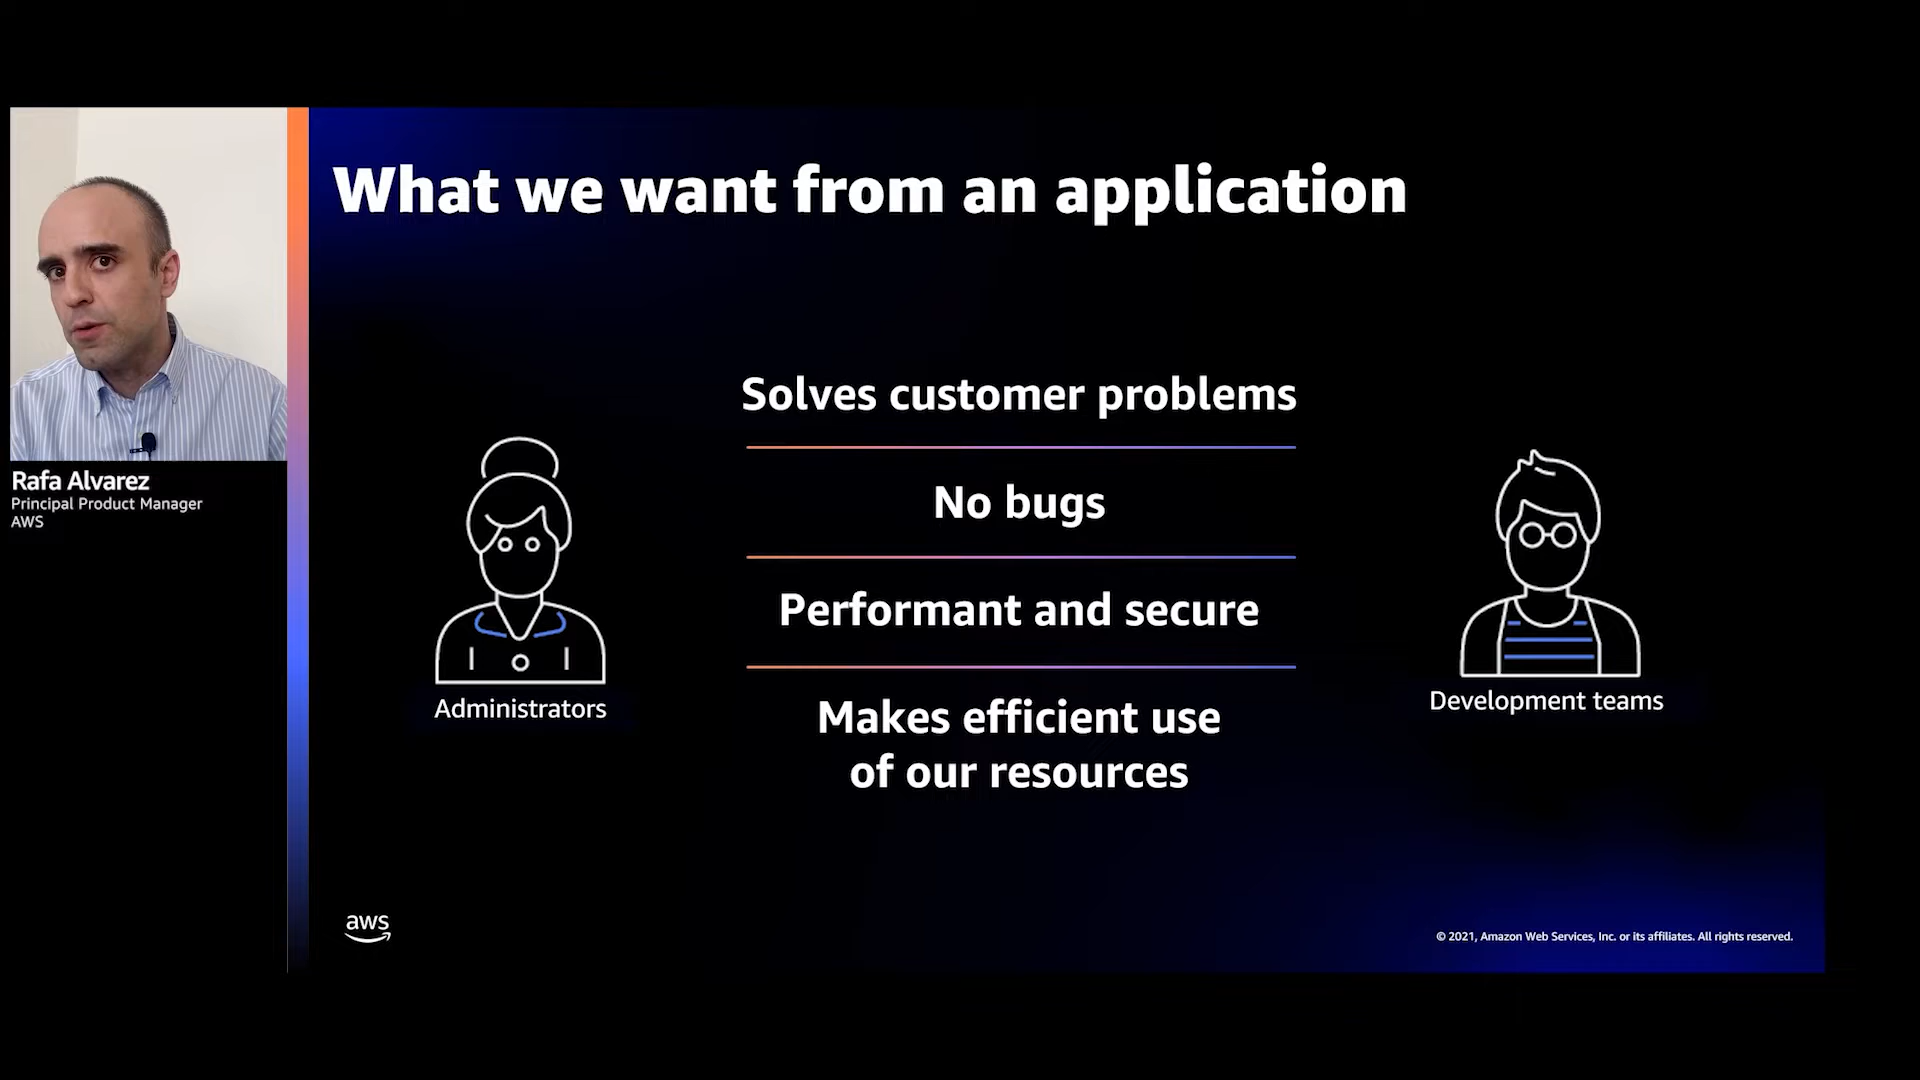 What we want from an application
Rafa Alvarez
Principal Product Manager
AWS
Solves customer problems
No bugs
Performant and secure
Makes efficient use
of our resources
Administrators
Development teams
aws
© 2021, Amazon Web Services, Inc. or its affiliates. All rights reserved.